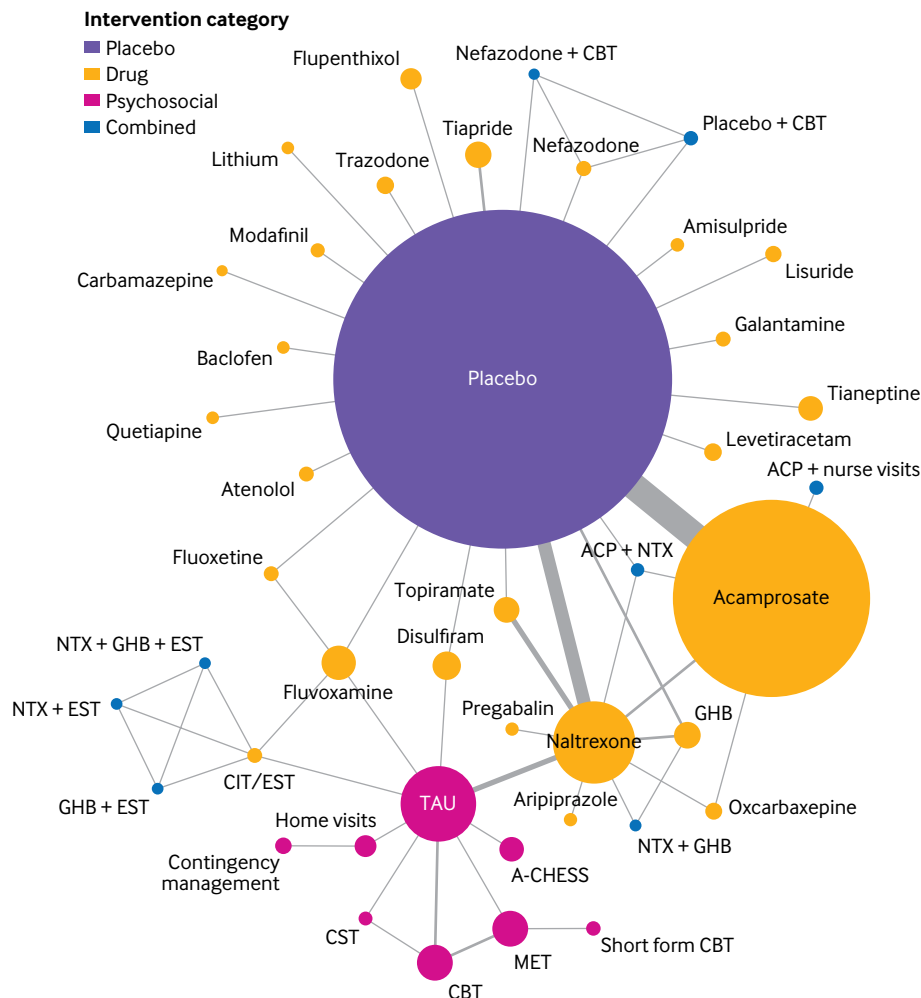 Intervention category
Placebo
Drug
Psychosocial
Combined
Flupenthixol
Nefazodone + CBT
Placebo + CBT
Tiapride
Nefazodone
Lithium
Trazodone
Modafinil
Amisulpride
Carbamazepine
Lisuride
Galantamine
Baclofen
Placebo
Tianeptine
Quetiapine
Levetiracetam
ACP + nurse visits
Atenolol
Fluoxetine
ACP + NTX
Topiramate
Acamprosate
Disulfiram
NTX + GHB + EST
Fluvoxamine
NTX + EST
Pregabalin
GHB
Naltrexone
CIT/EST
GHB + EST
TAU
Aripiprazole
Oxcarbaxepine
Home visits
NTX + GHB
Contingency
management
A-CHESS
CST
MET
Short form CBT
CBT